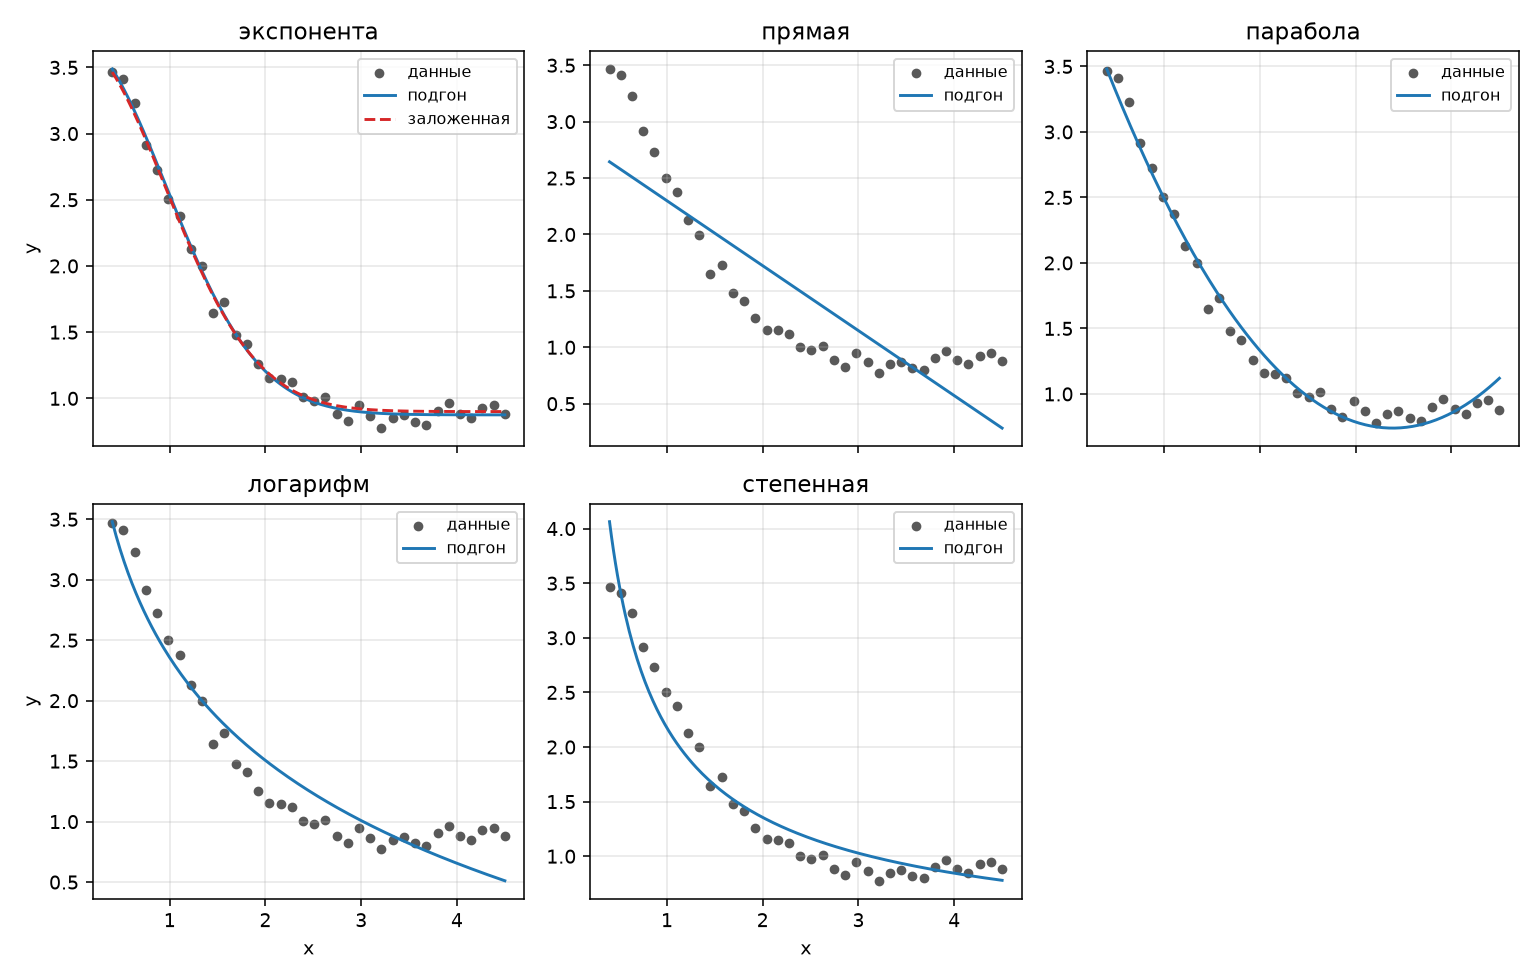 экспонента
3.5
3.0
2.5
2.0
1.5
1.0
y
данные
подгон
заложенная
прямая
3.5
3.0
2.5
2.0
1.5
1.0
0.5
данные
подгон
парабола
3.5
3.0
2.5
2.0
1.5
1.0
данные
подгон
логарифм
3.5
3.0
2.5
2.0
1.5
1.0
0.5
y
1 2 3 4
x
данные
подгон
степенная
4.0
3.5
3.0
2.5
2.0
1.5
1.0
1 2 3 4
x
данные
подгон